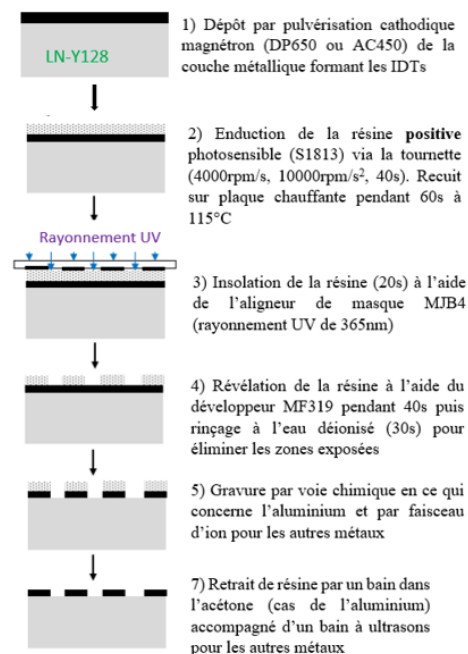 1) Dépôt par pulvérisation cathodique
magnétron (DP650 ou AC450) de la
couche métallique formant les IDTs
LN-Y128
2) Enduction de la résine positive
photosensible (S1813) via la tournette
(4000rpm/s, 10000rpm/s², 40s). Recuit
sur plaque chauffante pendant 60s à
115°C
Rayonnement UV
3) Insolation de la résine (20s) à l'aide
de l'aligneur de masque MJB4
(rayonnement UV de 365nm)
4) Révélation de la résine à l'aide du
développeur MF319 pendant 40s puis
rinçage à l'eau déionisé (30s) pour
éliminer les zones exposées
5) Gravure par voie chimique en ce qui
concerne l'aluminium et par faisceau
d'ion pour les autres métaux
7) Retrait de résine par un bain dans
l'acétone (cas de l'aluminium)
accompagné d'un bain à ultrasons
pour les autres métaux